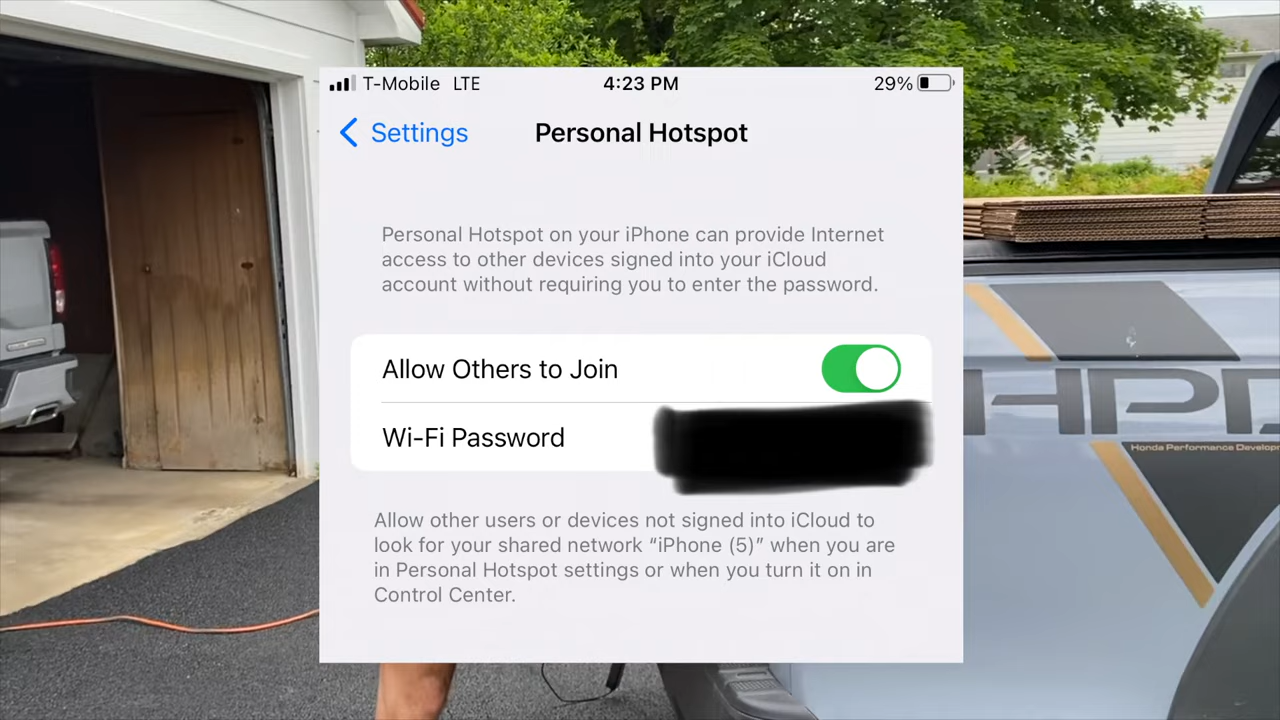 T-Mobile LTE 4:23 PM 29%
Settings Personal Hotspot
Personal Hotspot on your iPhone can provide Internet
access to other devices signed into your iCloud
account without requiring you to enter the password.
Allow Others to Join
Wi-Fi Password
Allow other users or devices not signed into iCloud to
look for your shared network “iPhone (5)” when you are
in Personal Hotspot settings or when you turn it on in
Control Center.
HPD
Honda Performance Develop